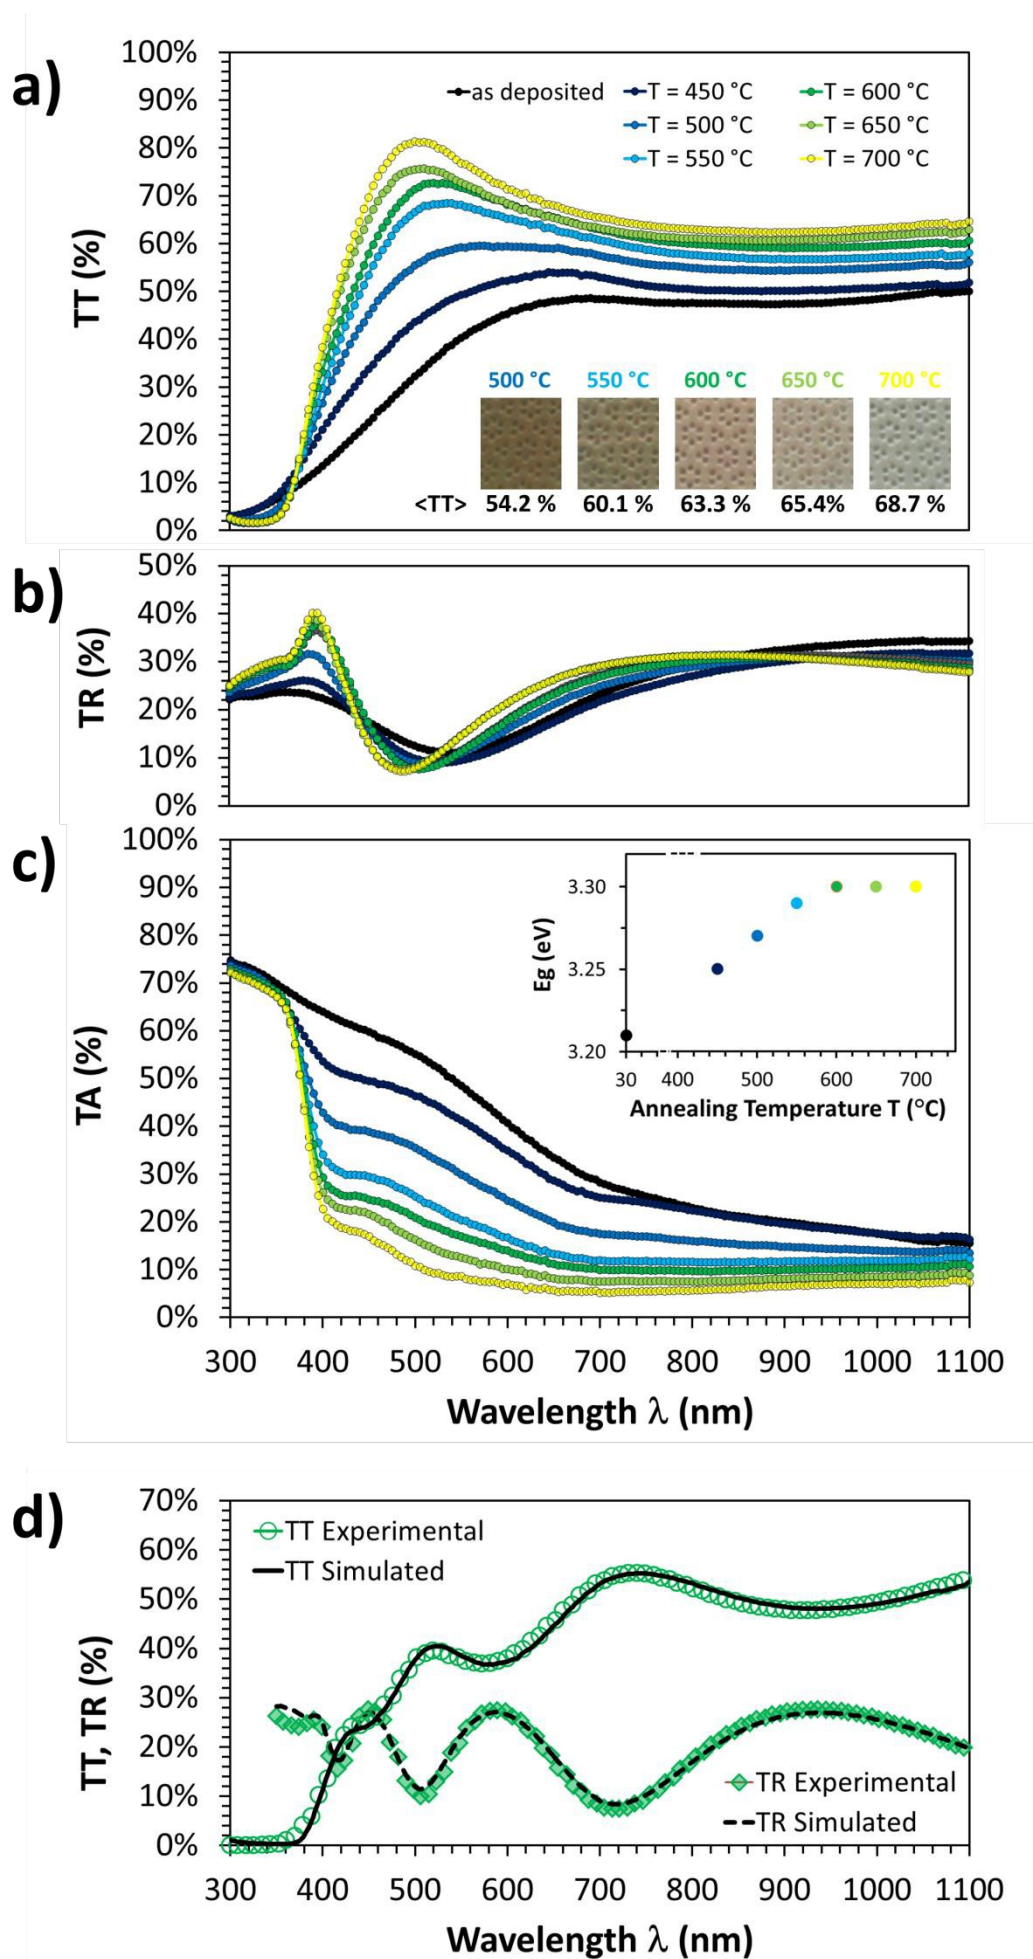 a)
100%
90%
80%
70%
60%
50%
40%
30%
20%
10%
0%
TT (%)
as deposited
T = 450 °C
T = 500 °C
T = 550 °C
T = 600 °C
T = 650 °C
T = 700 °C
500 °C 550 °C 600 °C 650 °C 700 °C
<TT> 54.2 % 60.1 % 63.3 % 65.4% 68.7 %
b)
50%
40%
30%
20%
10%
0%
TR (%)
c)
100%
90%
80%
70%
60%
50%
40%
30%
20%
10%
0%
TA (%)
3.30
3.25
3.20
Eg (eV)
30 400 500 600 700
Annealing Temperature T (°C)
300 400 500 600 700 800 900 1000 1100
Wavelength λ (nm)
d)
70%
60%
50%
40%
30%
20%
10%
0%
TT, TR (%)
TT Experimental
TT Simulated
TR Experimental
TR Simulated
300 400 500 600 700 800 900 1000 1100
Wavelength λ (nm)